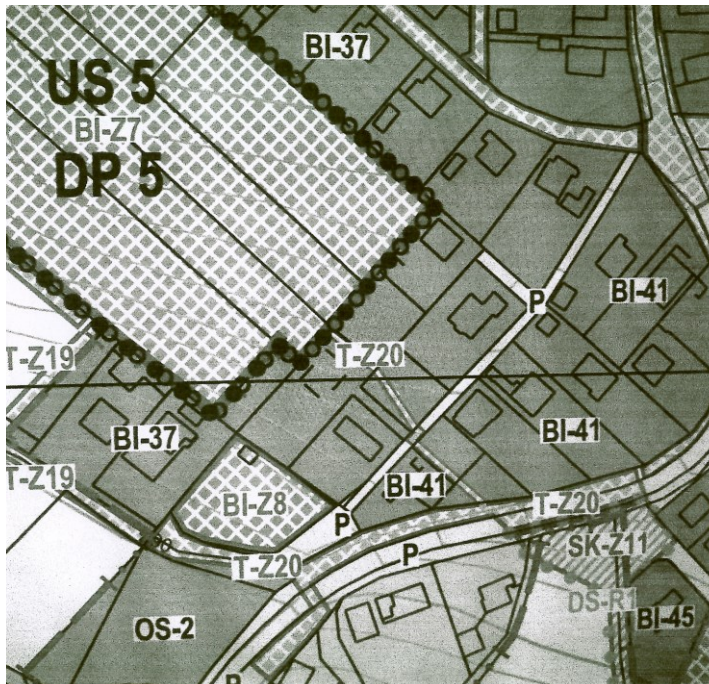 BI-37
US 5
BI-Z7
DP 5
BI-41
P
T-Z19
T-Z20
BI-37
BI-41
T-Z19
BI-41
BI-Z8
T-Z20
P
P
SK-Z11
T-Z20
DS-R1
OS-2
BI-45
P